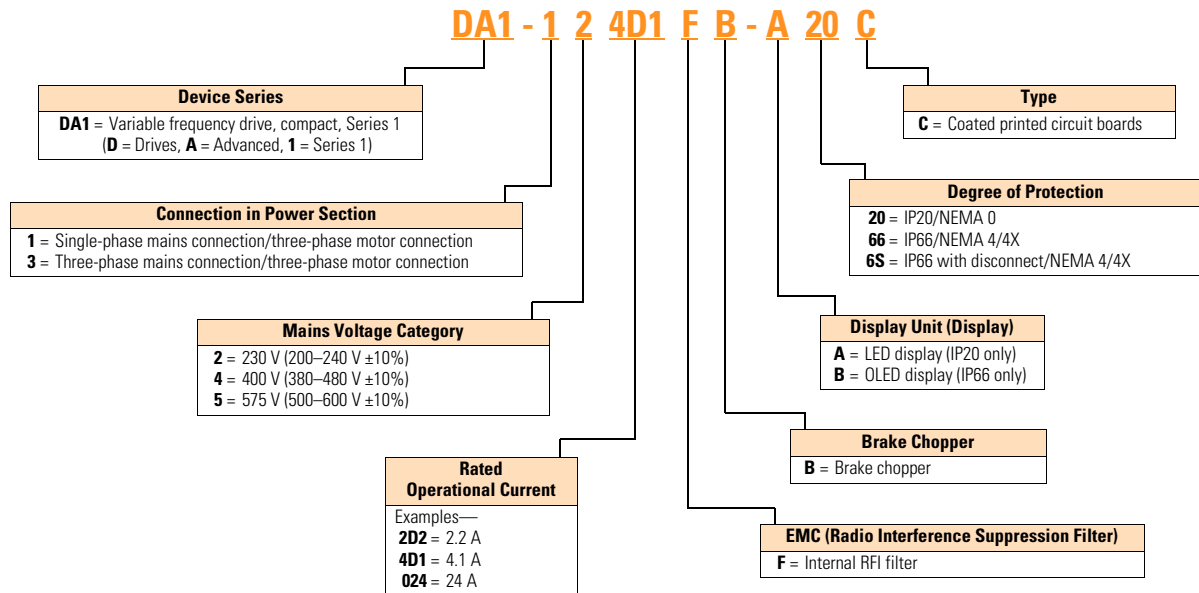 DA1 - 1 2 4D1 F B - A 20 C
Device Series
DA1 = Variable frequency drive, compact, Series 1
(D = Drives, A = Advanced, 1 = Series 1)
Connection in Power Section
1 = Single-phase mains connection/three-phase motor connection
3 = Three-phase mains connection/three-phase motor connection
Mains Voltage Category
2 = 230 V (200–240 V ±10%)
4 = 400 V (380–480 V ±10%)
5 = 575 V (500–600 V ±10%)
Rated
Operational Current
Examples—
2D2 = 2.2 A
4D1 = 4.1 A
024 = 24 A
Type
C = Coated printed circuit boards
Degree of Protection
20 = IP20/NEMA 0
66 = IP66/NEMA 4/4X
6S = IP66 with disconnect/NEMA 4/4X
Display Unit (Display)
A = LED display (IP20 only)
B = OLED display (IP66 only)
Brake Chopper
B = Brake chopper
EMC (Radio Interference Suppression Filter)
F = Internal RFI filter